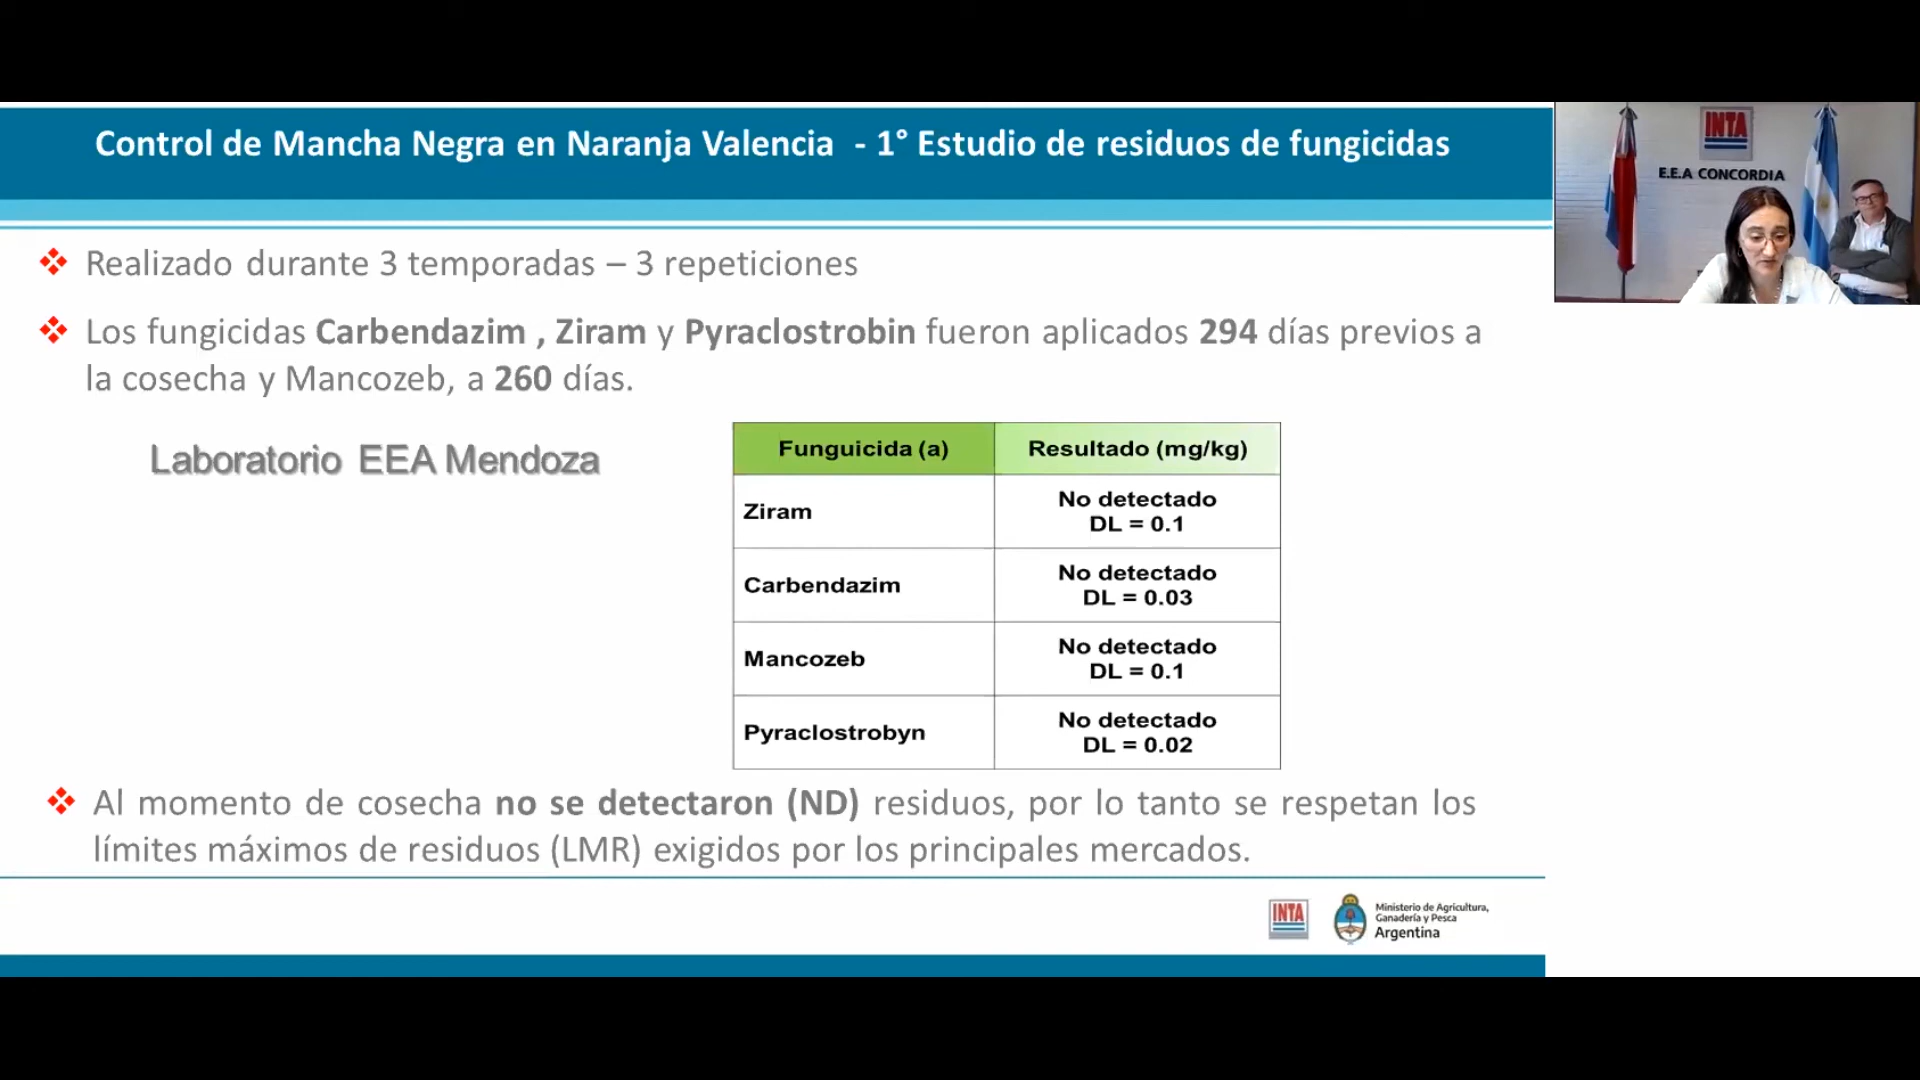 Control de Mancha Negra en Naranja Valencia - 1° Estudio de residuos de fungicidas
INTA
E.E.A CONCORDIA
Realizado durante 3 temporadas – 3 repeticiones
Los fungicidas Carbendazim , Ziram y Pyraclostrobin fueron aplicados 294 días previos a
la cosecha y Mancozeb, a 260 días.
Laboratorio EEA Mendoza
Funguicida (a) Resultado (mg/kg)
Ziram No detectado
DL = 0.1
Carbendazim No detectado
DL = 0.03
Mancozeb No detectado
DL = 0.1
Pyraclostrobyn No detectado
DL = 0.02
Al momento de cosecha no se detectaron (ND) residuos, por lo tanto se respetan los
límites máximos de residuos (LMR) exigidos por los principales mercados.
INTA
Ministerio de Agricultura,
Ganadería y Pesca
Argentina